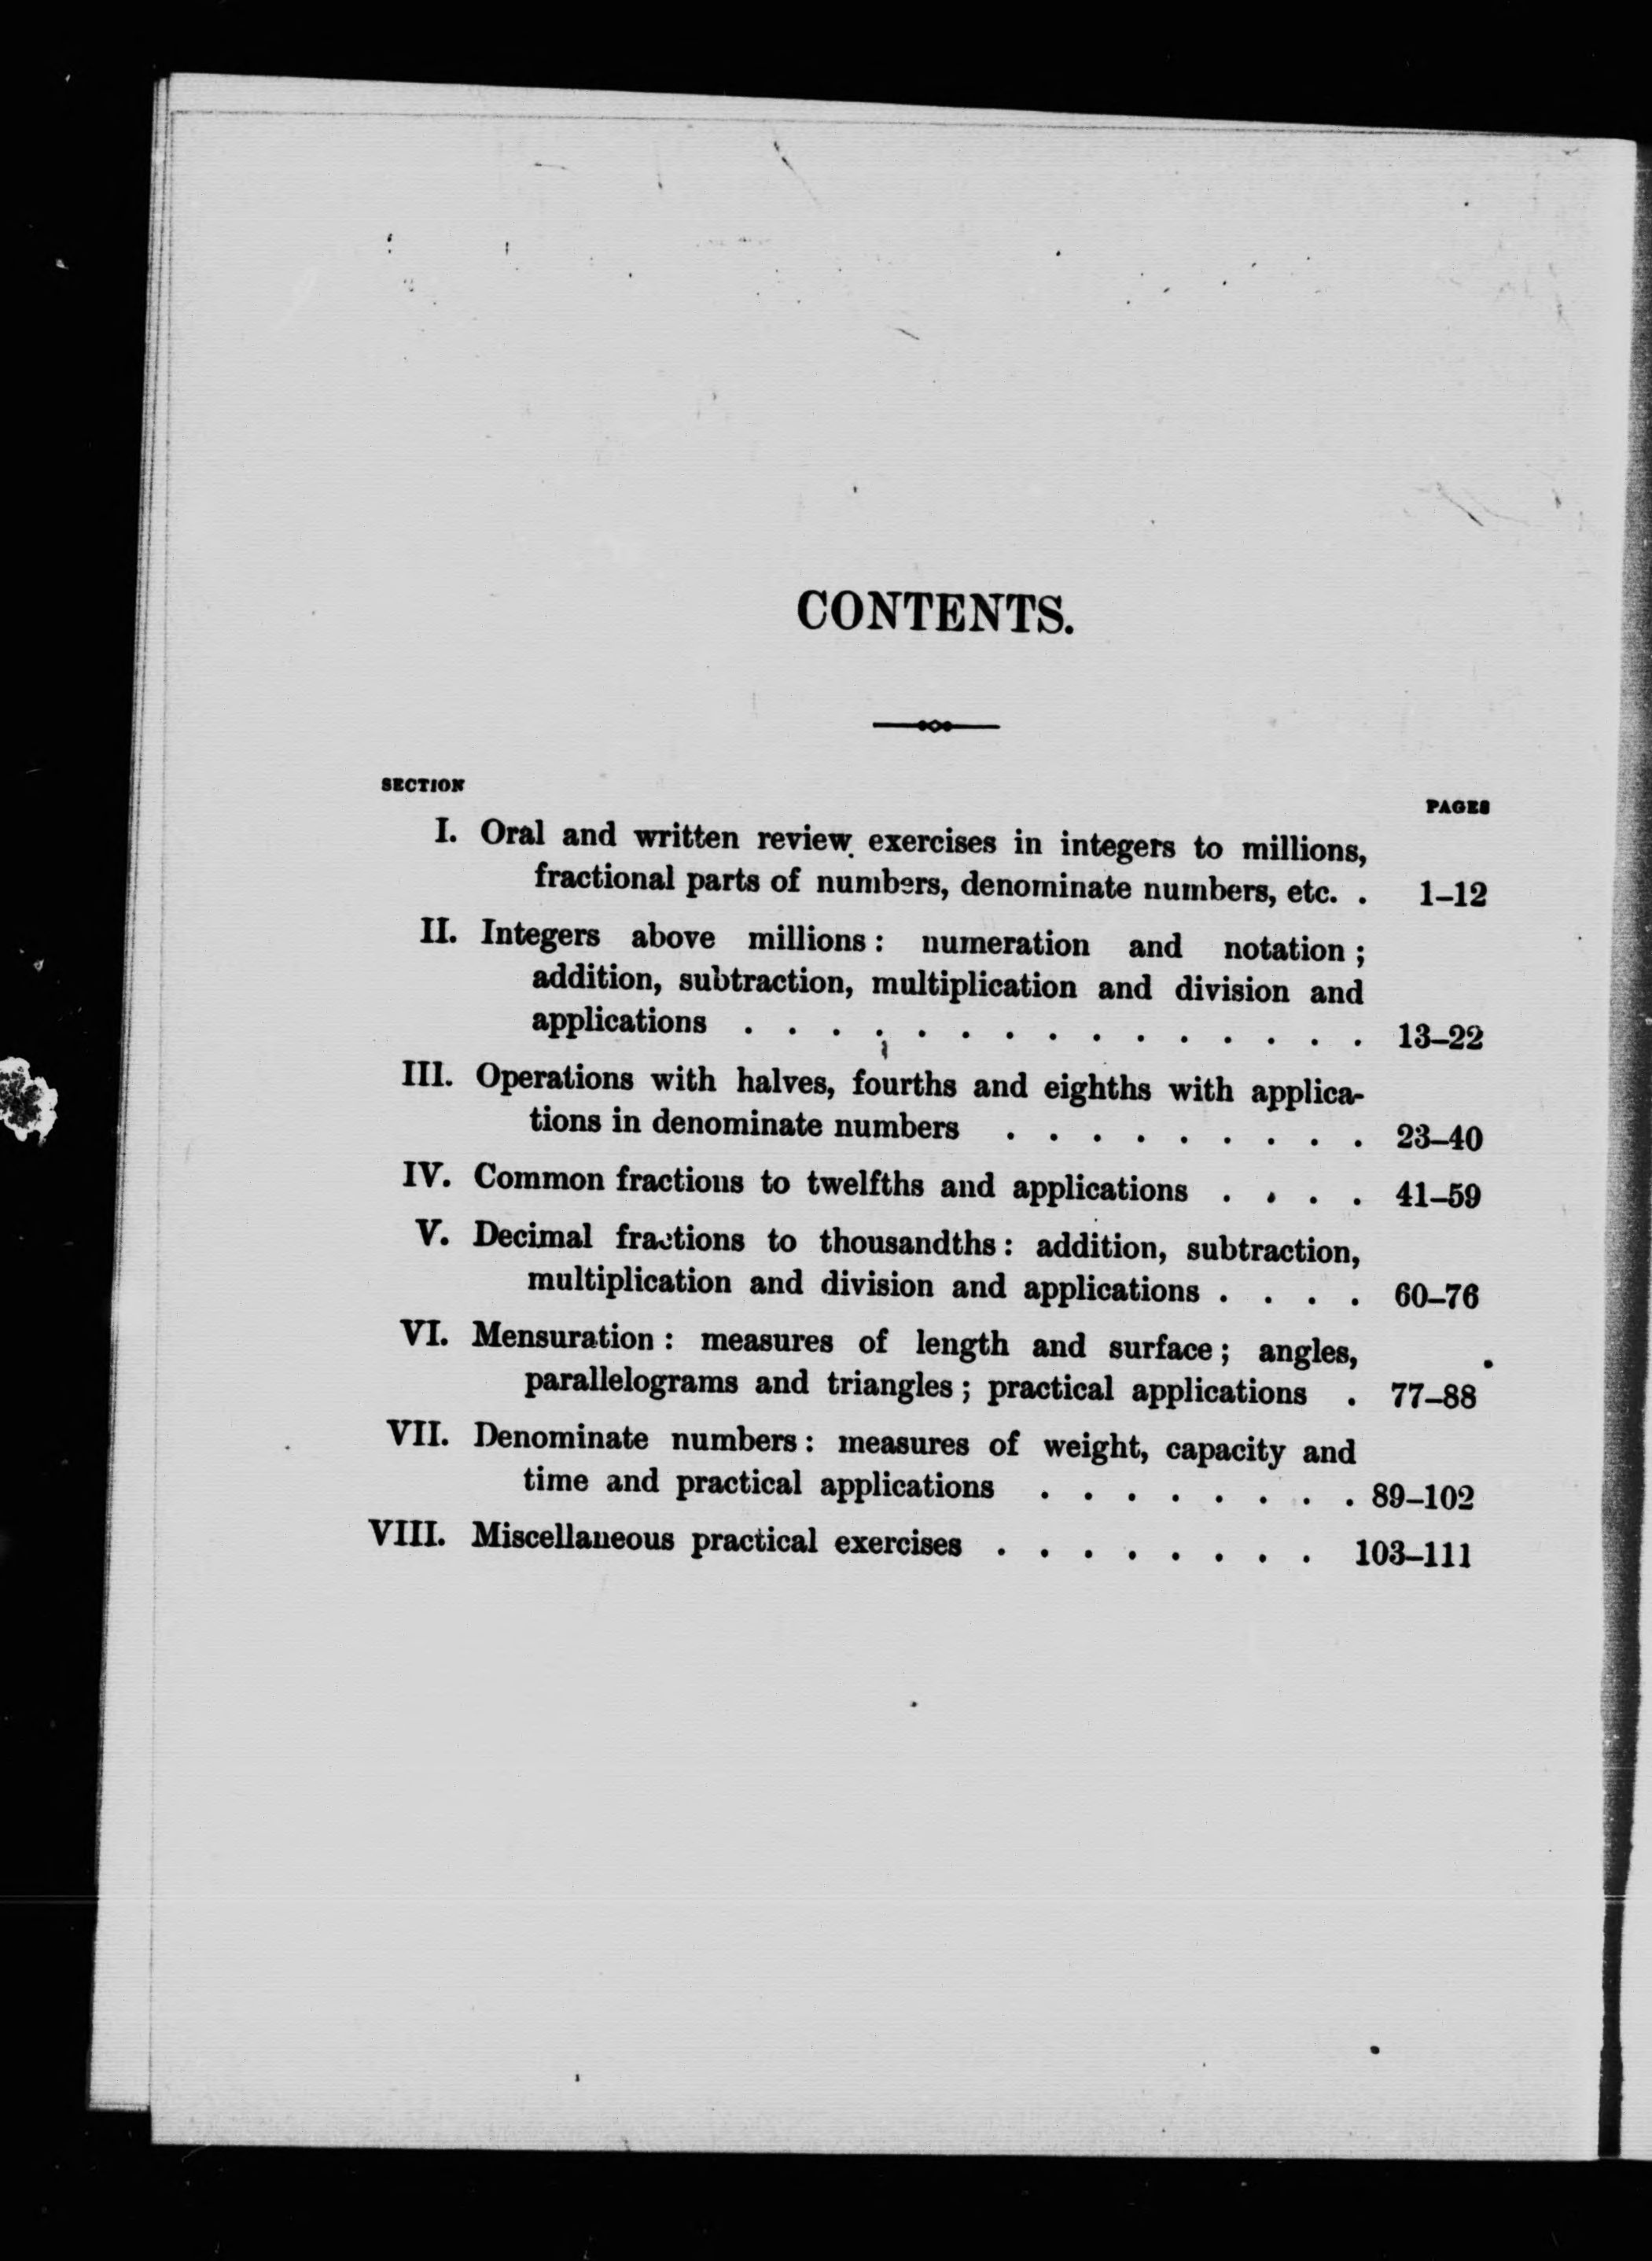 CONTENTS.
SECTION
PAGES
I. Oral and written review exercises in integers to millions,
fractional parts of numbers, denominate numbers, etc. . 1–12
II. Integers above millions: numeration and notation;
addition, subtraction, multiplication and division and
applications . . . . . . . . . . . . . . . 13–22
III. Operations with halves, fourths and eighths with applica-
tions in denominate numbers . . . . . . . . . 23–40
IV. Common fractions to twelfths and applications . . . . 41–59
V. Decimal fractions to thousandths: addition, subtraction,
multiplication and division and applications . . . . 60–76
VI. Mensuration: measures of length and surface; angles,
parallelograms and triangles; practical applications . 77–88
VII. Denominate numbers: measures of weight, capacity and
time and practical applications . . . . . . . . 89–102
VIII. Miscellaneous practical exercises . . . . . . . . 103–111